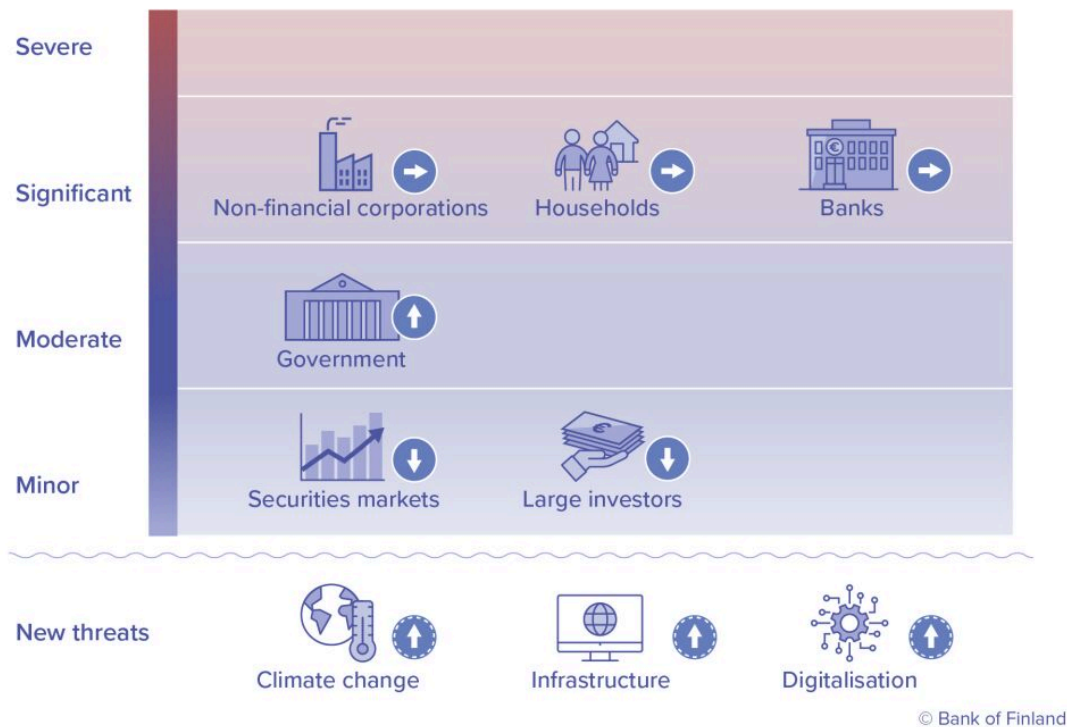 Severe
Significant
Non-financial corporations
Households
€
Banks
Moderate
Government
Minor
€
Securities markets
Large investors
New threats
Climate change
Infrastructure
Digitalisation
© Bank of Finland